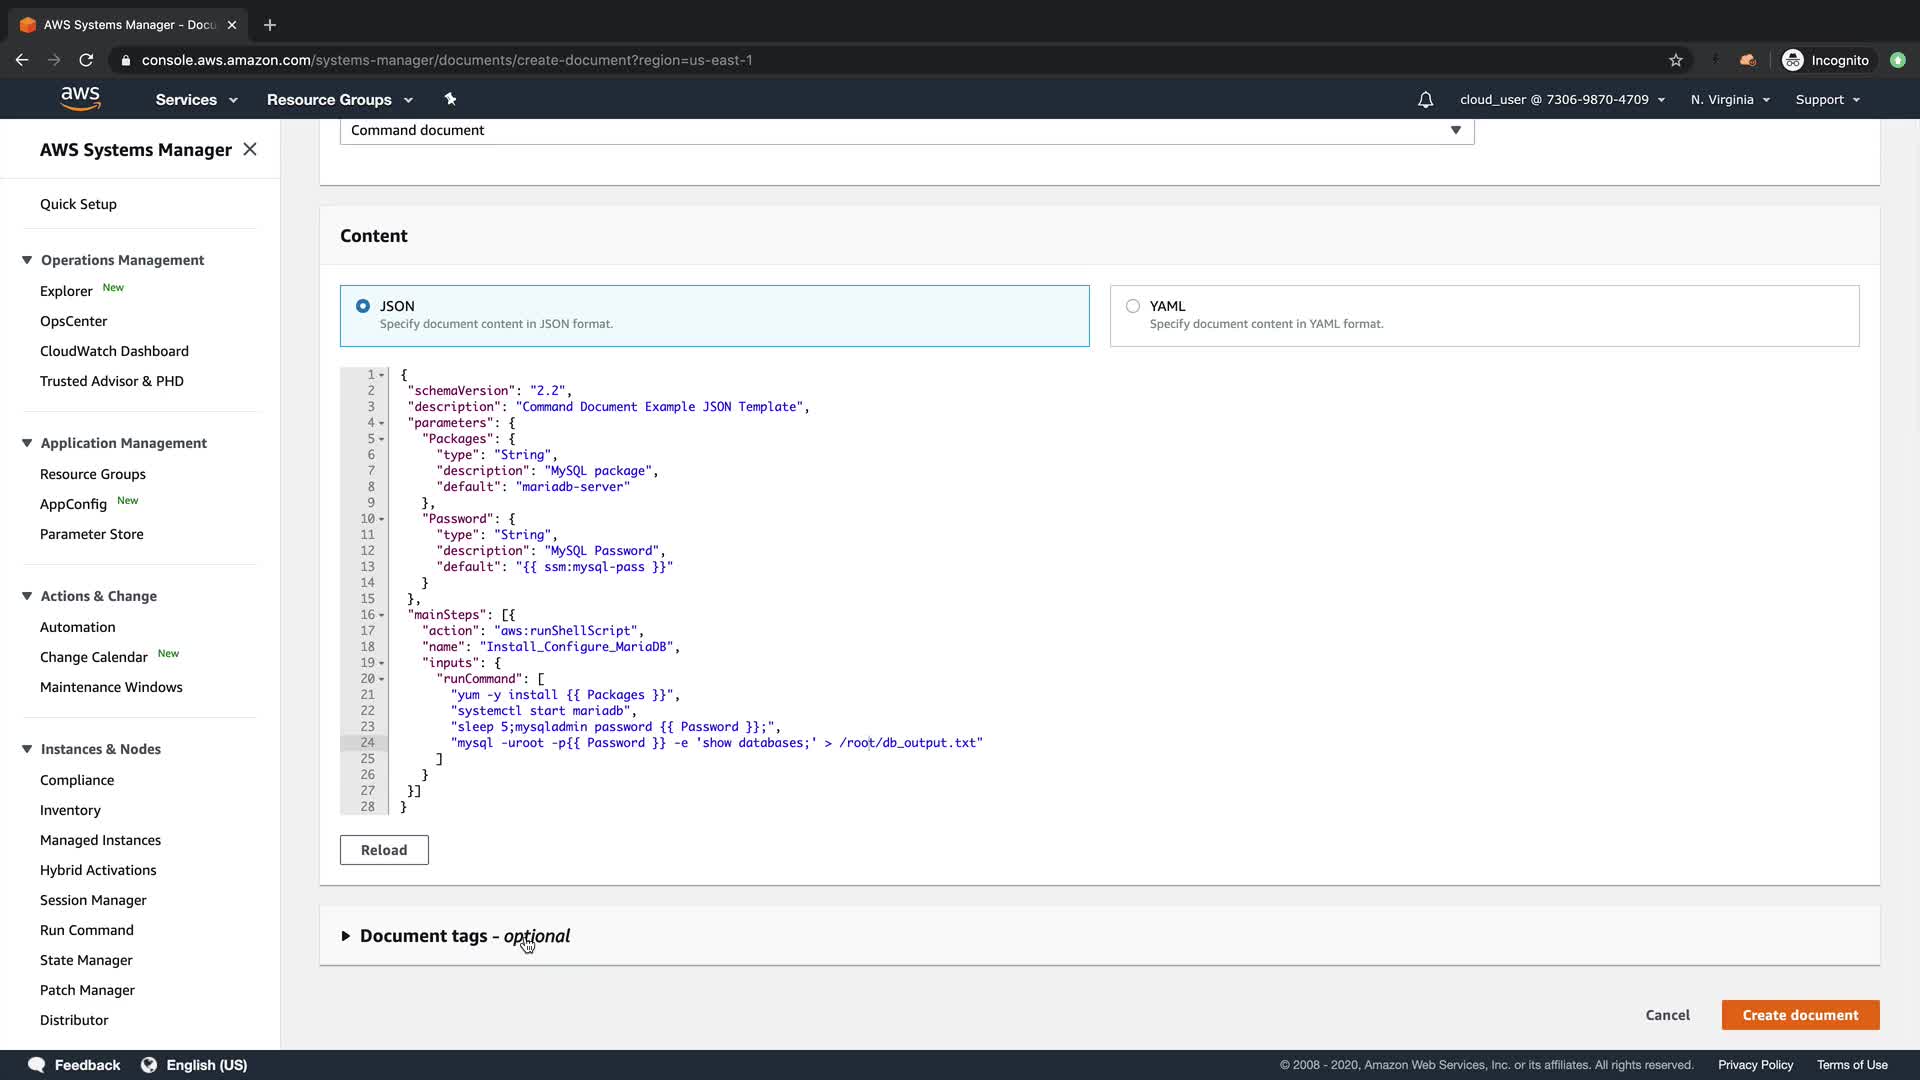 AWS Systems Manager - Docu
console.aws.amazon.com/systems-manager/documents/create-document?region=us-east-1
Incognito
aws
Services
Resource Groups
cloud_user @ 7306-9870-4709
N. Virginia
Support
AWS Systems Manager
Quick Setup
Operations Management
Explorer New
OpsCenter
CloudWatch Dashboard
Trusted Advisor & PHD
Application Management
Resource Groups
AppConfig New
Parameter Store
Actions & Change
Automation
Change Calendar New
Maintenance Windows
Instances & Nodes
Compliance
Inventory
Managed Instances
Hybrid Activations
Session Manager
Run Command
State Manager
Patch Manager
Distributor
Command document
Content
JSON
Specify document content in JSON format.
YAML
Specify document content in YAML format.
1 {
2 "schemaVersion": "2.2",
3 "description": "Command Document Example JSON Template",
4 "parameters": {
5 "Packages": {
6 "type": "String",
7 "description": "MySQL package",
8 "default": "mariadb-server"
9 },
10 "Password": {
11 "type": "String",
12 "description": "MySQL Password",
13 "default": "{{ ssm:mysql-pass }}"
14 }
15 },
16 "mainSteps": [{
17 "action": "aws:runShellScript",
18 "name": "Install_Configure_MariaDB",
19 "inputs": {
20 "runCommand": [
21 "yum -y install {{ Packages }}",
22 "systemctl start mariadb",
23 "sleep 5;mysqladmin password {{ Password }};",
24 "mysql -uroot -p{{ Password }} -e 'show databases;' > /root/db_output.txt"
25 ]
26 }
27 }]
28 }
Reload
Document tags - optional
Cancel
Create document
Feedback
English (US)
© 2008 - 2020, Amazon Web Services, Inc. or its affiliates. All rights reserved.
Privacy Policy
Terms of Use